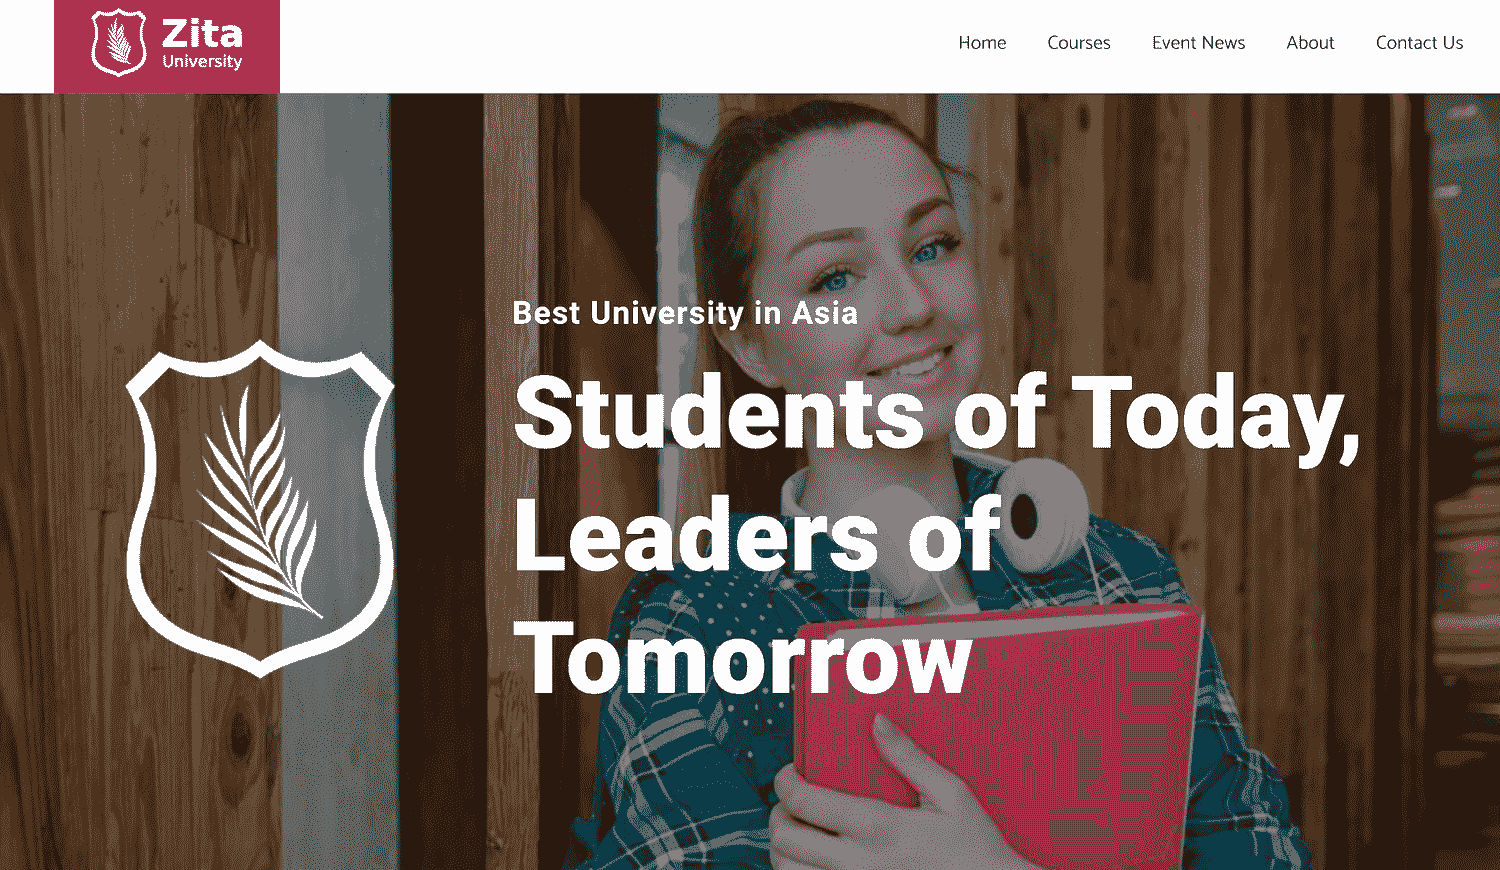 Zita
University
Home
Courses
Event News
About
Contact Us
Best University in Asia
Students of Today,
Leaders of
Tomorrow